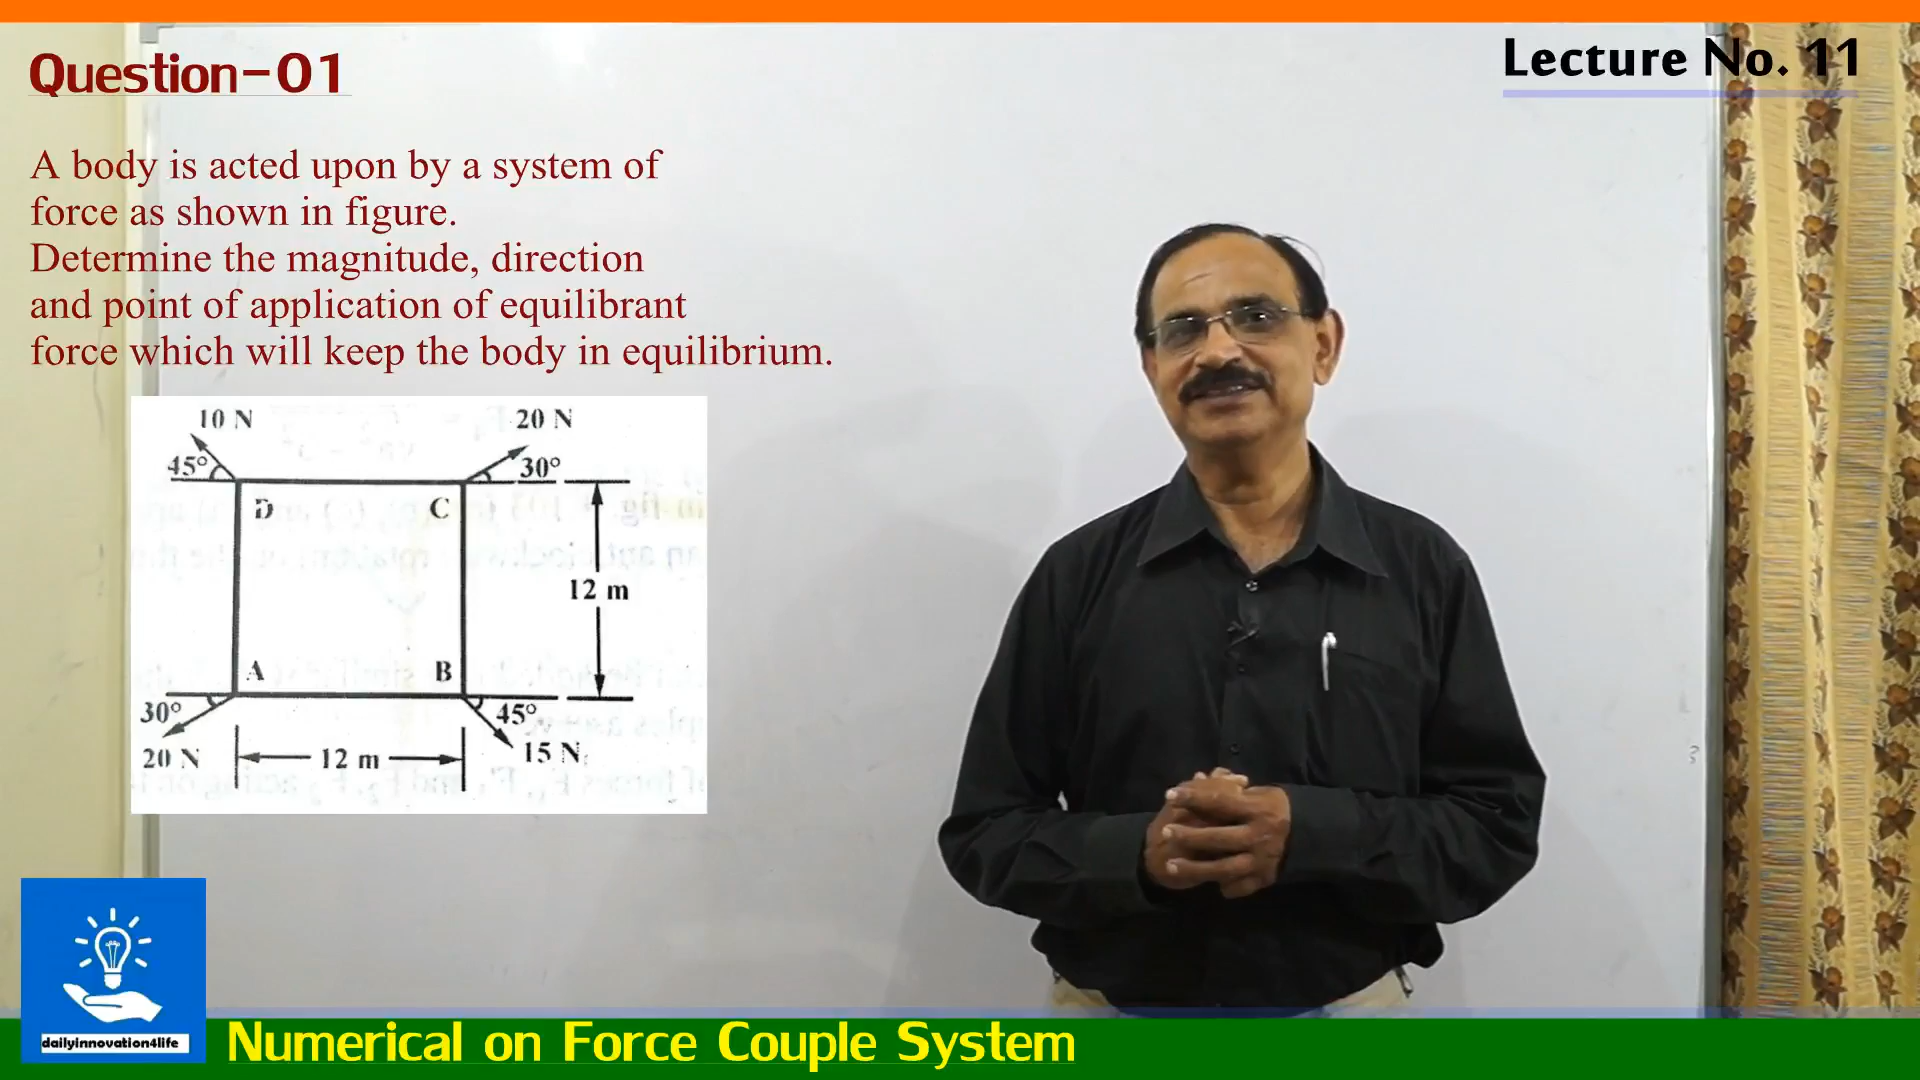 Question-01
Lecture No. 11
A body is acted upon by a system of
force as shown in figure.
Determine the magnitude, direction
and point of application of equilibrant
force which will keep the body in equilibrium.
10 N
20 N
45°
30°
D
C
12 m
A
B
30°
45°
20 N
12 m
15 N
dailyinnovation4life
Numerical on Force Couple System